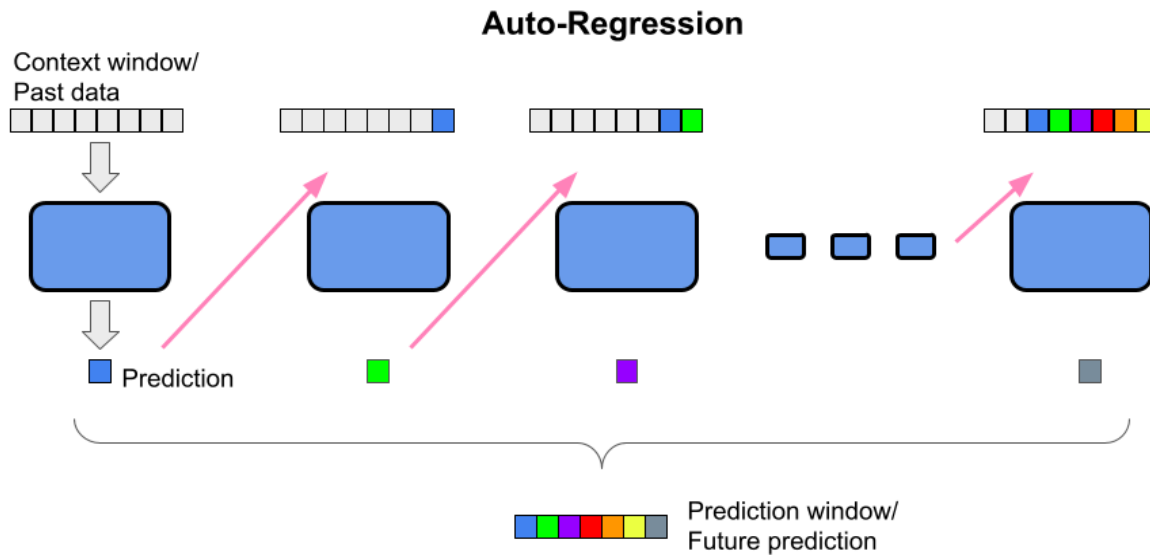 Auto-Regression
Context window/
Past data
Prediction
Prediction window/
Future prediction